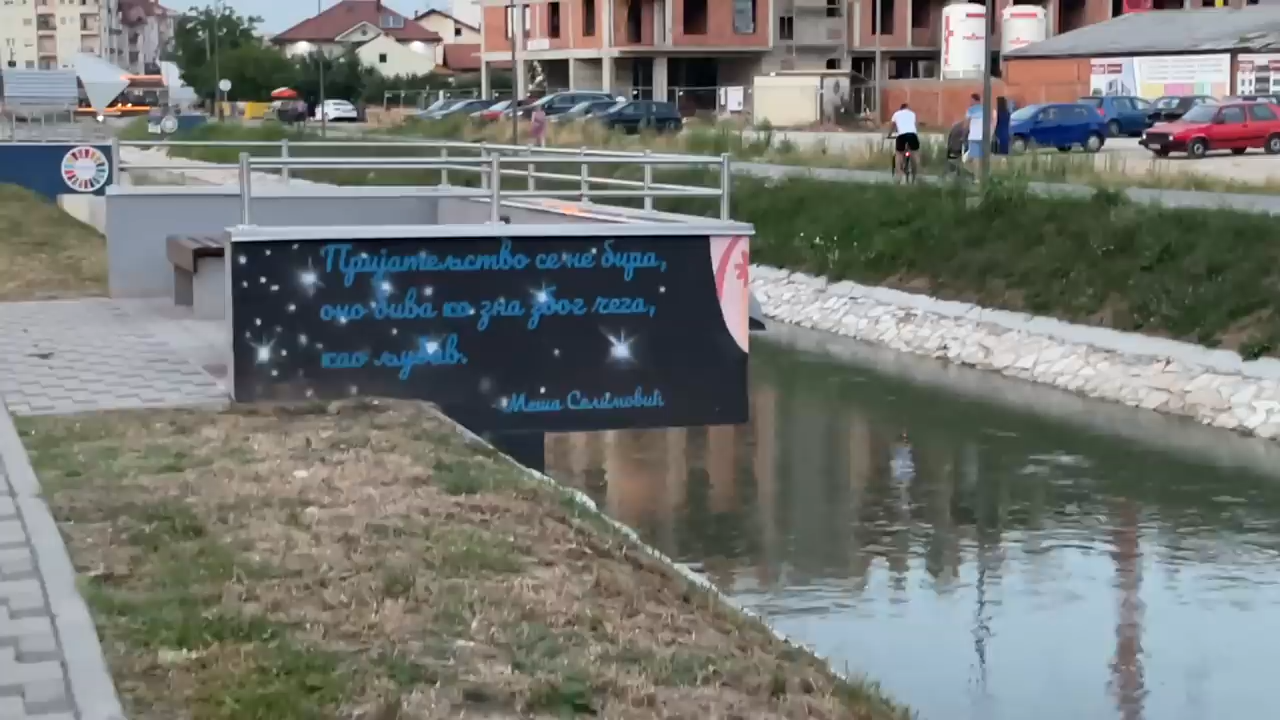 Пријатељство се не бира,
оно бива ко зна због чега,
као љубав.
-Меша Селимовић